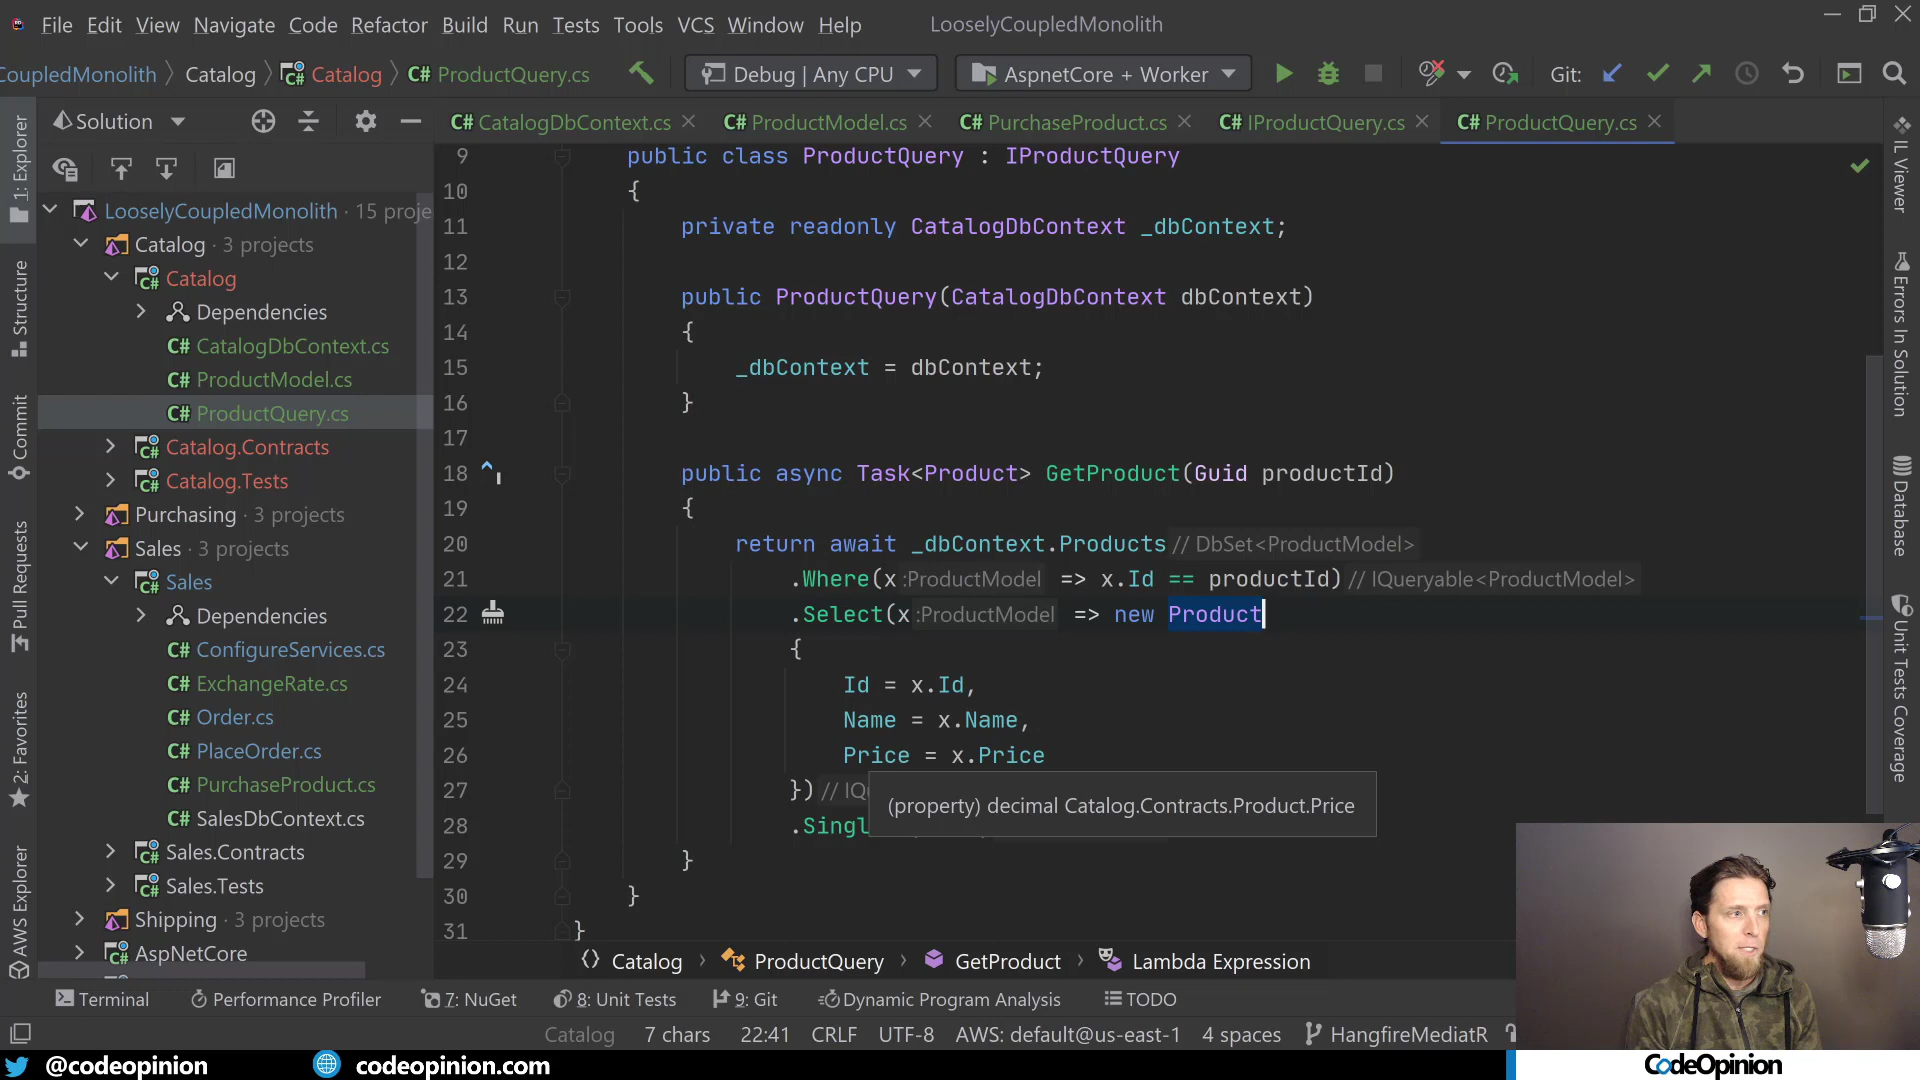 File Edit View Navigate Code Refactor Build Run Tests Tools VCS Window Help LooselyCoupledMonolith
CoupledMonolith Catalog C# Catalog C# ProductQuery.cs Debug | Any CPU AspnetCore + Worker Git:
Solution
C# CatalogDbContext.cs C# ProductModel.cs C# PurchaseProduct.cs C# IProductQuery.cs C# ProductQuery.cs
1: Explorer
Structure
Commit
Pull Requests
2: Favorites
AWS Explorer
LooselyCoupledMonolith · 15 proje
Catalog · 3 projects
C# Catalog
Dependencies
C# CatalogDbContext.cs
C# ProductModel.cs
C# ProductQuery.cs
C# Catalog.Contracts
C# Catalog.Tests
Purchasing · 3 projects
Sales · 3 projects
C# Sales
Dependencies
C# ConfigureServices.cs
C# ExchangeRate.cs
C# Order.cs
C# PlaceOrder.cs
C# PurchaseProduct.cs
C# SalesDbContext.cs
C# Sales.Contracts
C# Sales.Tests
Shipping · 3 projects
C# AspNetCore
9 public class ProductQuery : IProductQuery
10 {
11 private readonly CatalogDbContext _dbContext;
12
13 public ProductQuery(CatalogDbContext dbContext)
14 {
15 _dbContext = dbContext;
16 }
17
18 public async Task<Product> GetProduct(Guid productId)
19 {
20 return await _dbContext.Products // DbSet<ProductModel>
21 .Where(x :ProductModel => x.Id == productId) // IQueryable<ProductModel>
22 .Select(x :ProductModel => new Product
23 {
24 Id = x.Id,
25 Name = x.Name,
26 Price = x.Price
27 }) // IQu
(property) decimal Catalog.Contracts.Product.Price
28 .Singl
29 }
30 }
31 }
IL Viewer
Errors In Solution
Database
Unit Tests Coverage
Catalog ProductQuery GetProduct Lambda Expression
Terminal Performance Profiler 7: NuGet 8: Unit Tests 9: Git Dynamic Program Analysis TODO
Catalog 7 chars 22:41 CRLF UTF-8 AWS: default@us-east-1 4 spaces HangfireMediatR
@codeopinion codeopinion.com CodeOpinion